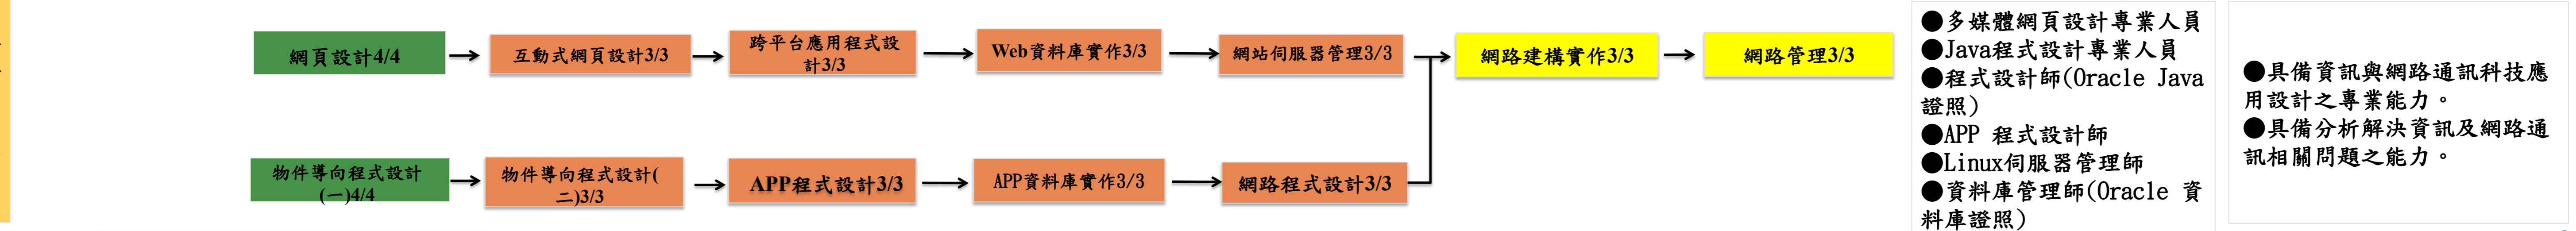 網頁設計4/4
互動式網頁設計3/3
跨平台應用程式設
計3/3
Web資料庫實作3/3
網站伺服器管理3/3
網路建構實作3/3
網路管理3/3
物件導向程式設計
(一)4/4
物件導向程式設計(
二)3/3
APP程式設計3/3
APP資料庫實作3/3
網路程式設計3/3
●多媒體網頁設計專業人員
●Java程式設計專業人員
●程式設計師(Oracle Java
證照)
●APP 程式設計師
●Linux伺服器管理師
●資料庫管理師(Oracle 資
料庫證照)
●具備資訊與網路通訊科技應
用設計之專業能力。
●具備分析解決資訊及網路通
訊相關問題之能力。